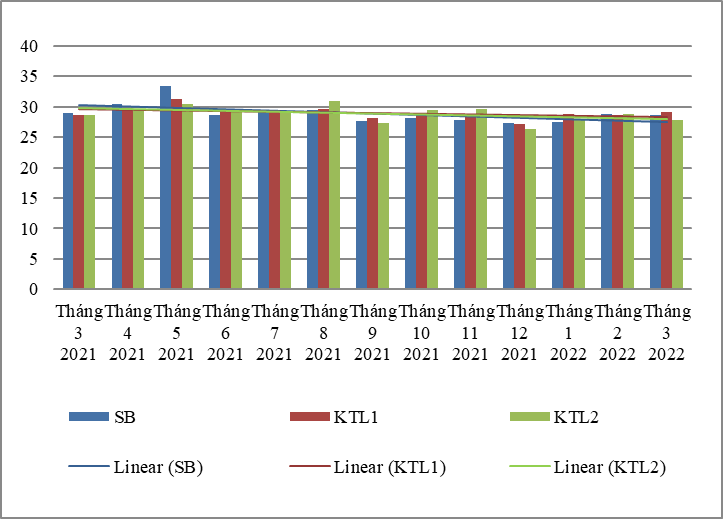 40
35
30
25
20
15
10
5
0
Tháng Tháng Tháng Tháng Tháng Tháng Tháng Tháng Tháng Tháng Tháng Tháng Tháng
3 4 5 6 7 8 9 10 11 12 1 2 3
2021 2021 2021 2021 2021 2021 2021 2021 2021 2021 2022 2022 2022
SB KTL1 KTL2
Linear (SB) Linear (KTL1) Linear (KTL2)